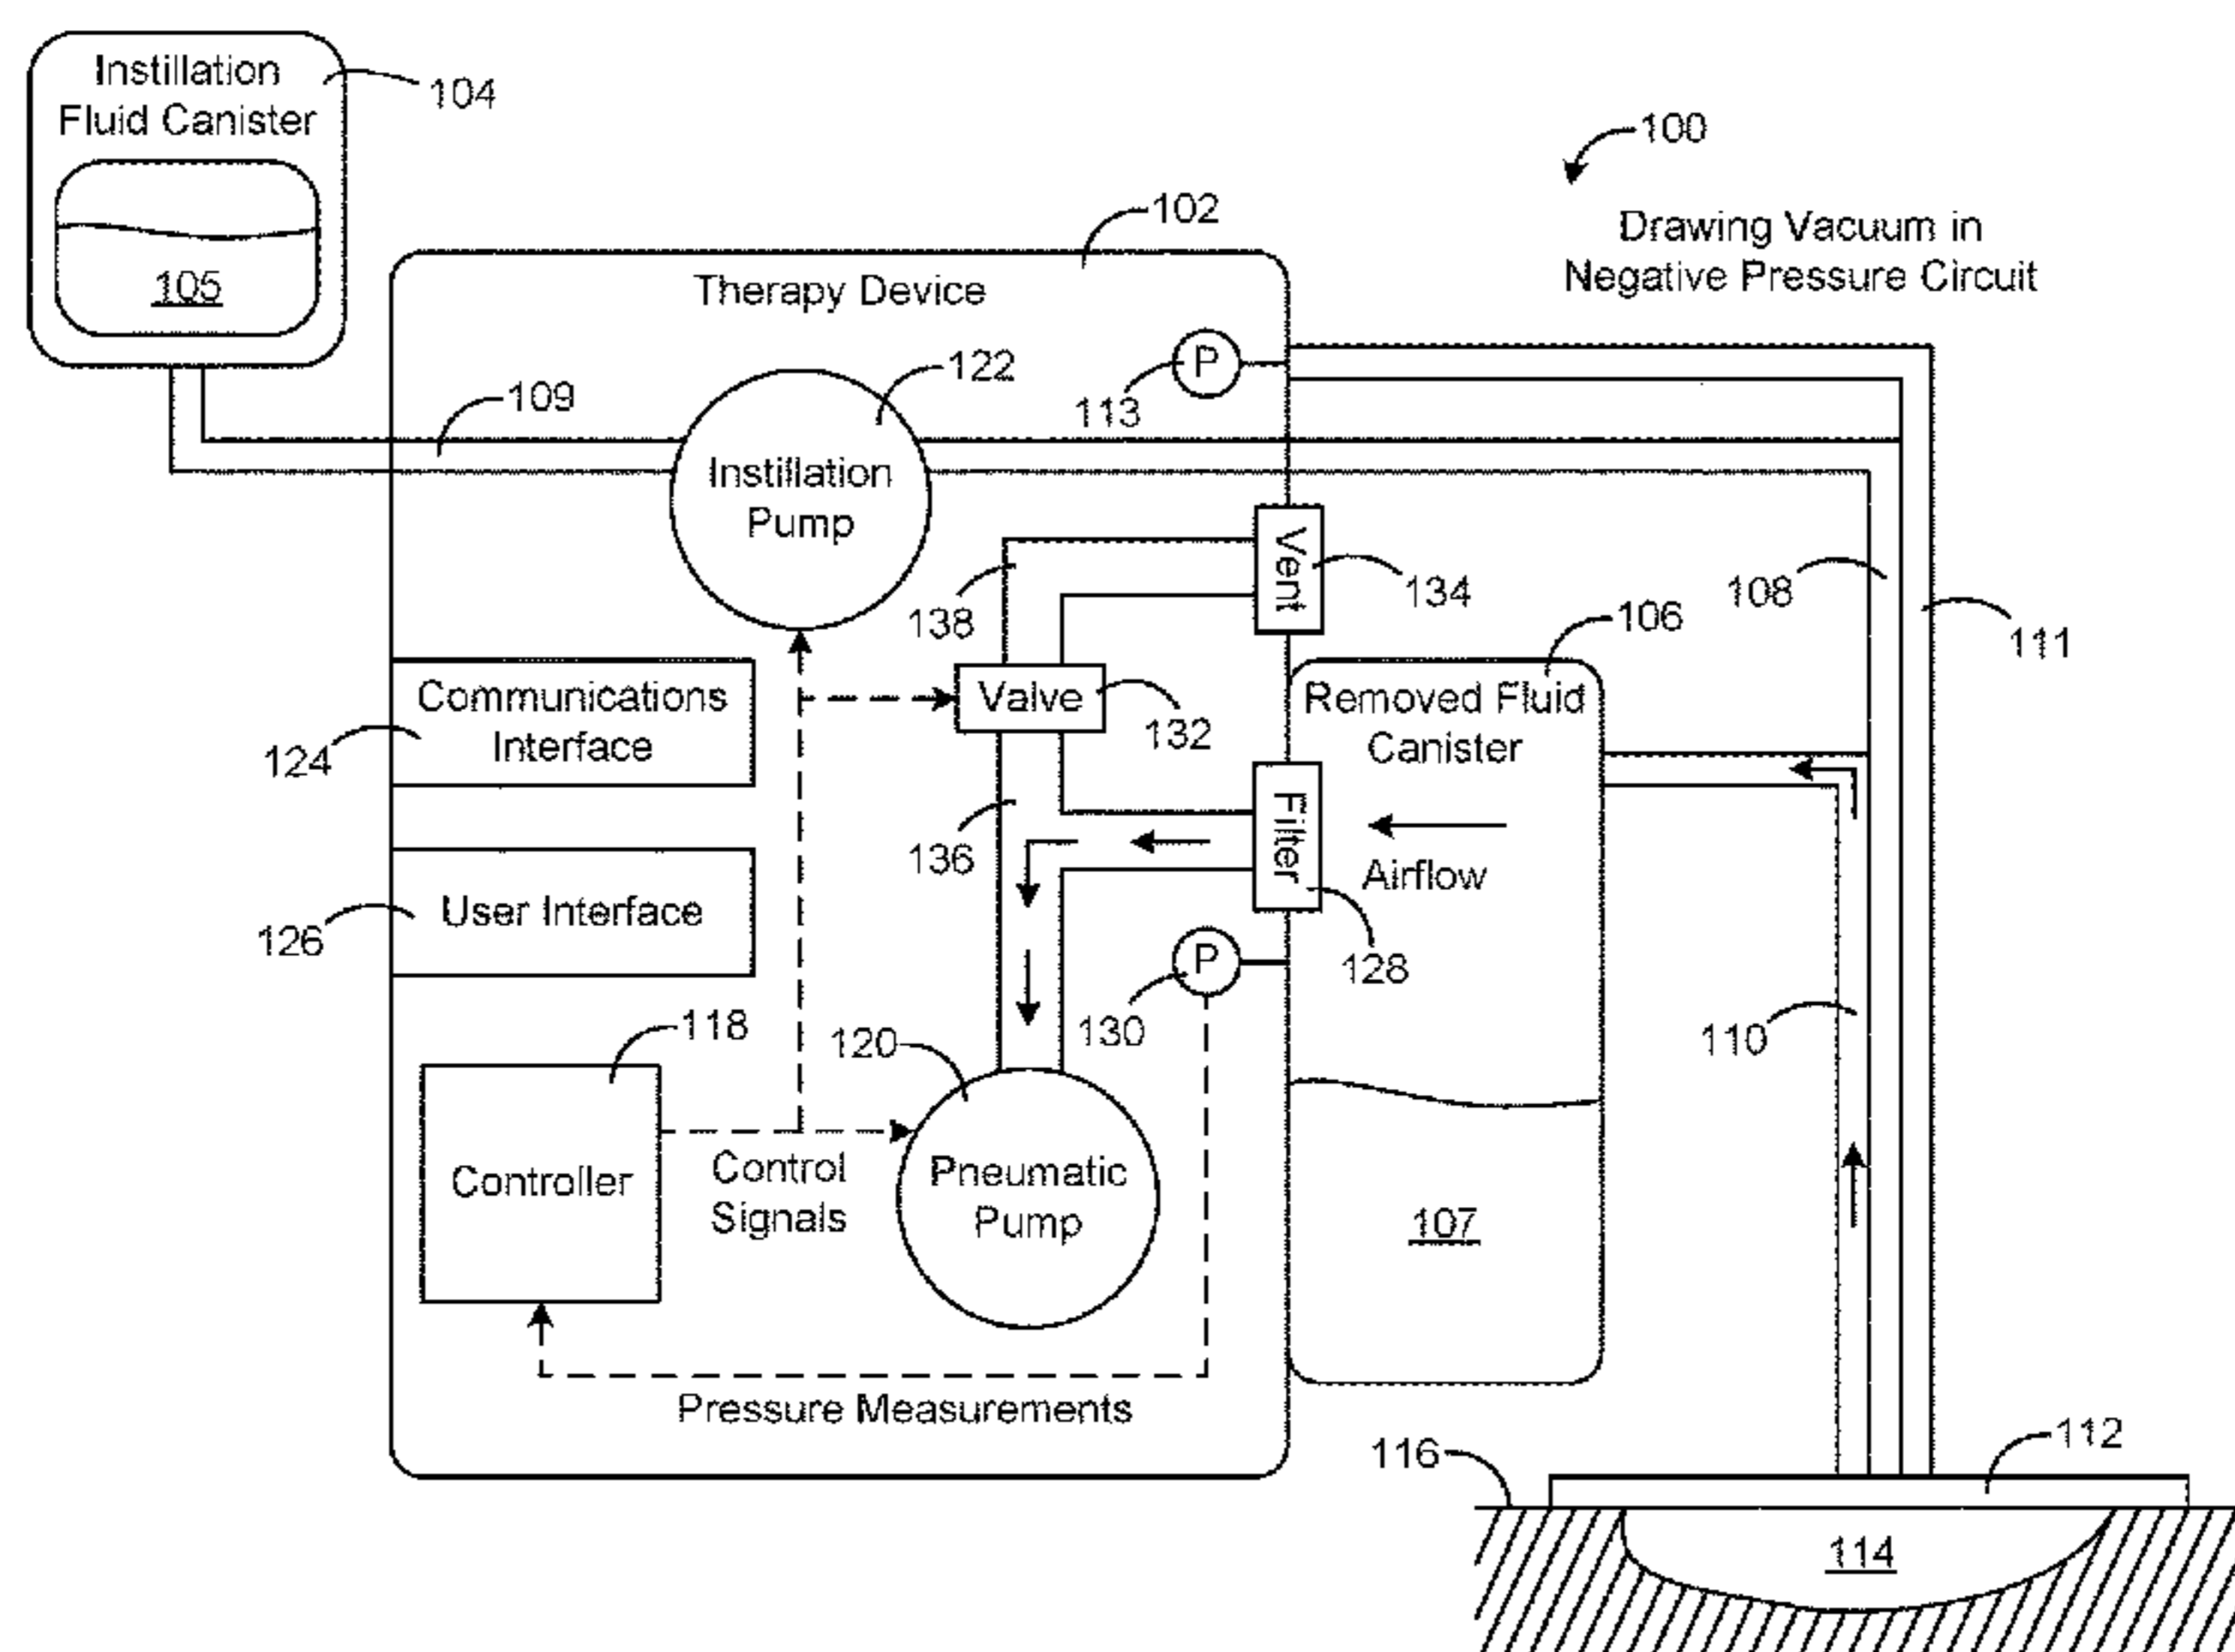 Instillation
Fluid Canister
104
105
100
Drawing Vacuum in
Negative Pressure Circuit
102
Therapy Device
P
113
122
109
Instillation
Pump
Vent
134
138
108
111
106
Communications
Interface
124
Valve
132
Removed Fluid
Canister
136
Filter
Airflow
128
User Interface
126
P
130
110
118
120
Controller
Control
Signals
Pneumatic
Pump
107
Pressure Measurements
116
112
114